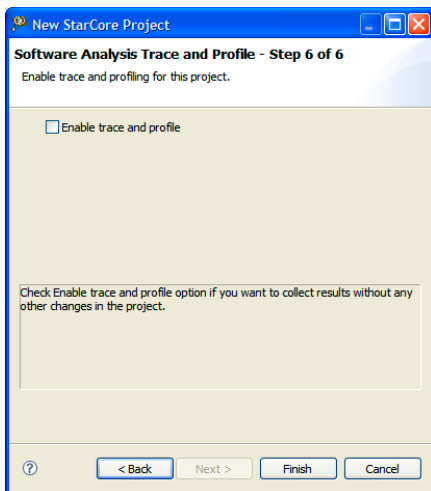 New StarCore Project
Software Analysis Trace and Profile - Step 6 of 6
Enable trace and profiling for this project.
Enable trace and profile
Check Enable trace and profile option if you want to collect results without any
other changes in the project.
?
< Back
Next >
Finish
Cancel